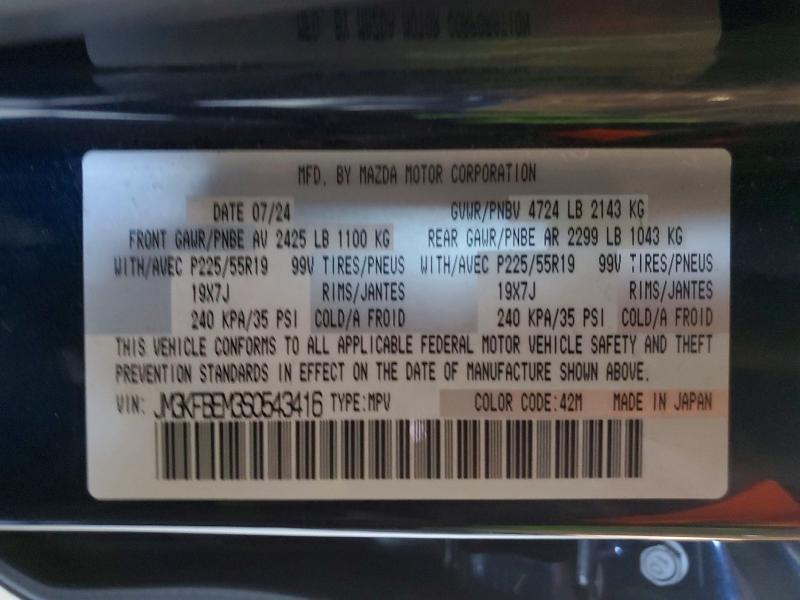 MFD. BY MAZDA MOTOR CORPORATION
DATE 07/24 GVWR/PNBV 4724 LB 2143 KG
FRONT GAWR/PNBE AV 2425 LB 1100 KG REAR GAWR/PNBE AR 2299 LB 1043 KG
WITH/AVEC P225/55R19 99V TIRES/PNEUS WITH/AVEC P225/55R19 99V TIRES/PNEUS
19X7J RIMS/JANTES 19X7J RIMS/JANTES
240 KPA/35 PSI COLD/A FROID 240 KPA/35 PSI COLD/A FROID
THIS VEHICLE CONFORMS TO ALL APPLICABLE FEDERAL MOTOR VEHICLE SAFETY AND THEFT
PREVENTION STANDARDS IN EFFECT ON THE DATE OF MANUFACTURE SHOWN ABOVE.
VIN: JM3KFBEM3S0543416 TYPE:MPV COLOR CODE:42M MADE IN JAPAN